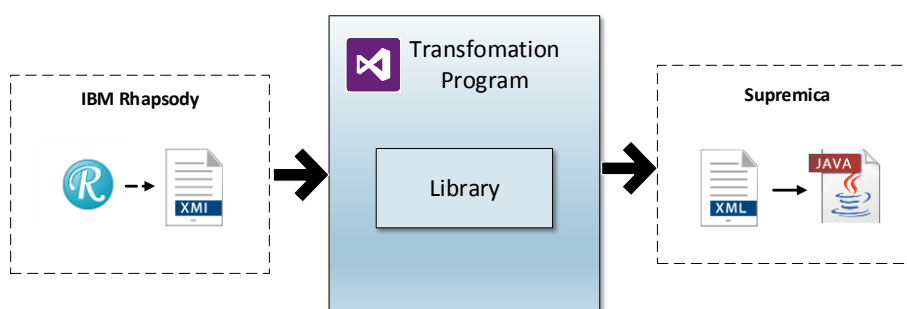 IBM Rhapsody
R
XMI
Transfomation
Program
Library
Supremica
XML
JAVA